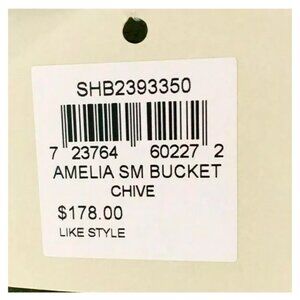 SHB2393350
7 23764 60227 2
AMELIA SM BUCKET
CHIVE
$178.00
LIKE STYLE